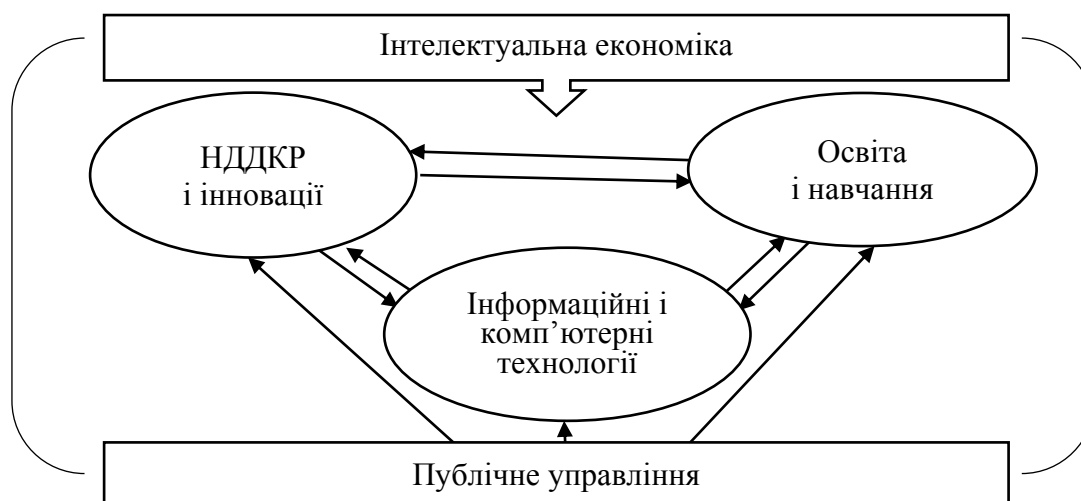 Інтелектуальна економіка
НДДКР
і інновації
Освіта
і навчання
Інформаційні і
комп’ютерні
технології
Публічне управління